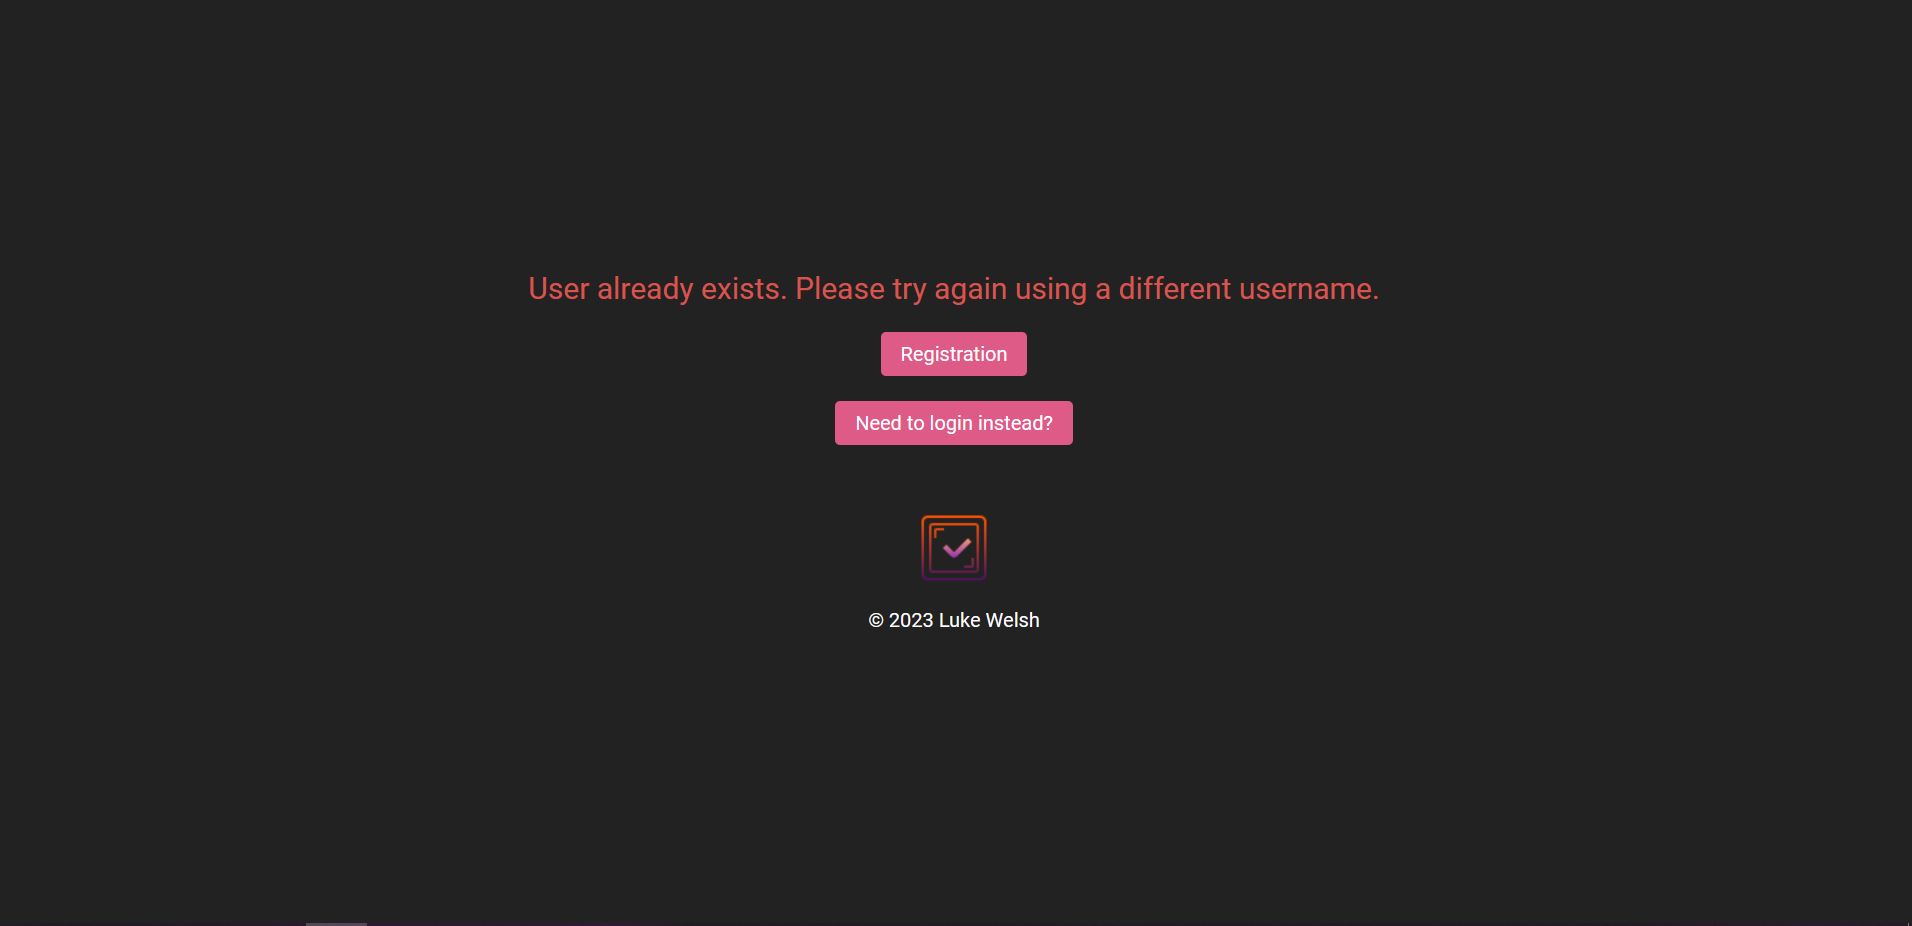 User already exists. Please try again using a different username.
Registration
Need to login instead?
© 2023 Luke Welsh